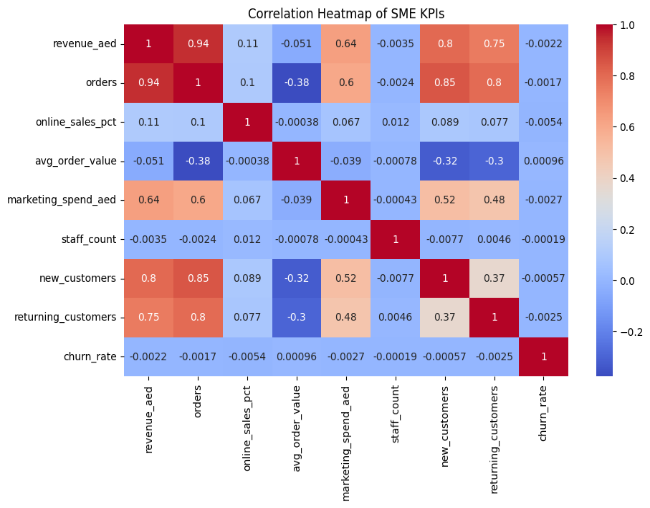 Correlation Heatmap of SME KPIs
revenue_aed 1 0.94 0.11 -0.051 0.64 -0.0035 0.8 0.75 -0.0022
orders 0.94 1 0.1 -0.38 0.6 -0.0024 0.85 0.8 -0.0017
online_sales_pct 0.11 0.1 1 -0.00038 0.067 0.012 0.089 0.077 -0.0054
avg_order_value -0.051 -0.38 -0.00038 1 -0.039 -0.00078 -0.32 -0.3 0.00096
marketing_spend_aed 0.64 0.6 0.067 -0.039 1 -0.00043 0.52 0.48 -0.0027
staff_count -0.0035 -0.0024 0.012 -0.00078 -0.00043 1 -0.0077 0.0046 -0.00019
new_customers 0.8 0.85 0.089 -0.32 0.52 -0.0077 1 0.37 -0.00057
returning_customers 0.75 0.8 0.077 -0.3 0.48 0.0046 0.37 1 -0.0025
churn_rate -0.0022 -0.0017 -0.0054 0.00096 -0.0027 -0.00019 -0.00057 -0.0025 1
revenue_aed
orders
online_sales_pct
avg_order_value
marketing_spend_aed
staff_count
new_customers
returning_customers
churn_rate
1.0
0.8
0.6
0.4
0.2
0.0
−0.2